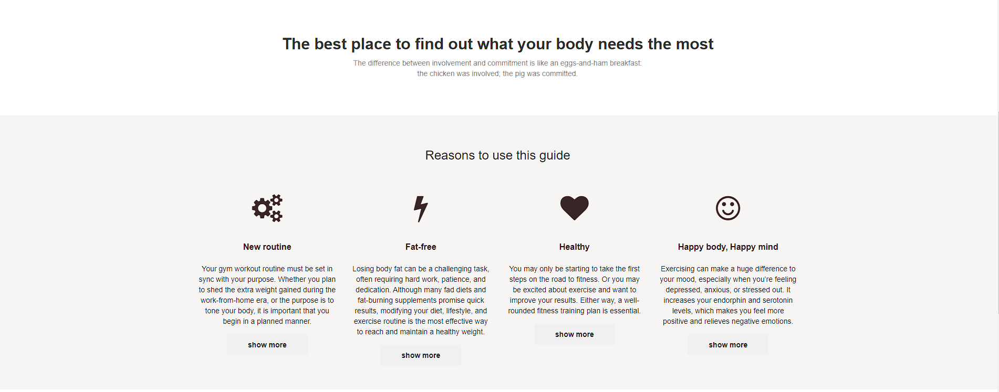 The best place to find out what your body needs the most
The difference between involvement and commitment is like an eggs-and-ham breakfast:
the chicken was involved; the pig was committed.
Reasons to use this guide
New routine
Your gym workout routine must be set in
sync with your purpose. Whether you plan
to shed the extra weight gained during the
work-from-home era, or the purpose is to
tone your body, it is important that you
begin in a planned manner.
show more
Fat-free
Losing body fat can be a challenging task,
often requiring hard work, patience, and
dedication. Although many fad diets and
fat-burning supplements promise quick
results, modifying your diet, lifestyle, and
exercise routine is the most effective way
to reach and maintain a healthy weight.
show more
Healthy
You may only be starting to take the first
steps on the road to fitness. Or you may
be excited about exercise and want to
improve your results. Either way, a well-
rounded fitness training plan is essential.
show more
Happy body, Happy mind
Exercising can make a huge difference to
your mood, especially when you’re feeling
depressed, anxious, or stressed out. It
increases your endorphin and serotonin
levels, which makes you feel more
positive and relieves negative emotions.
show more